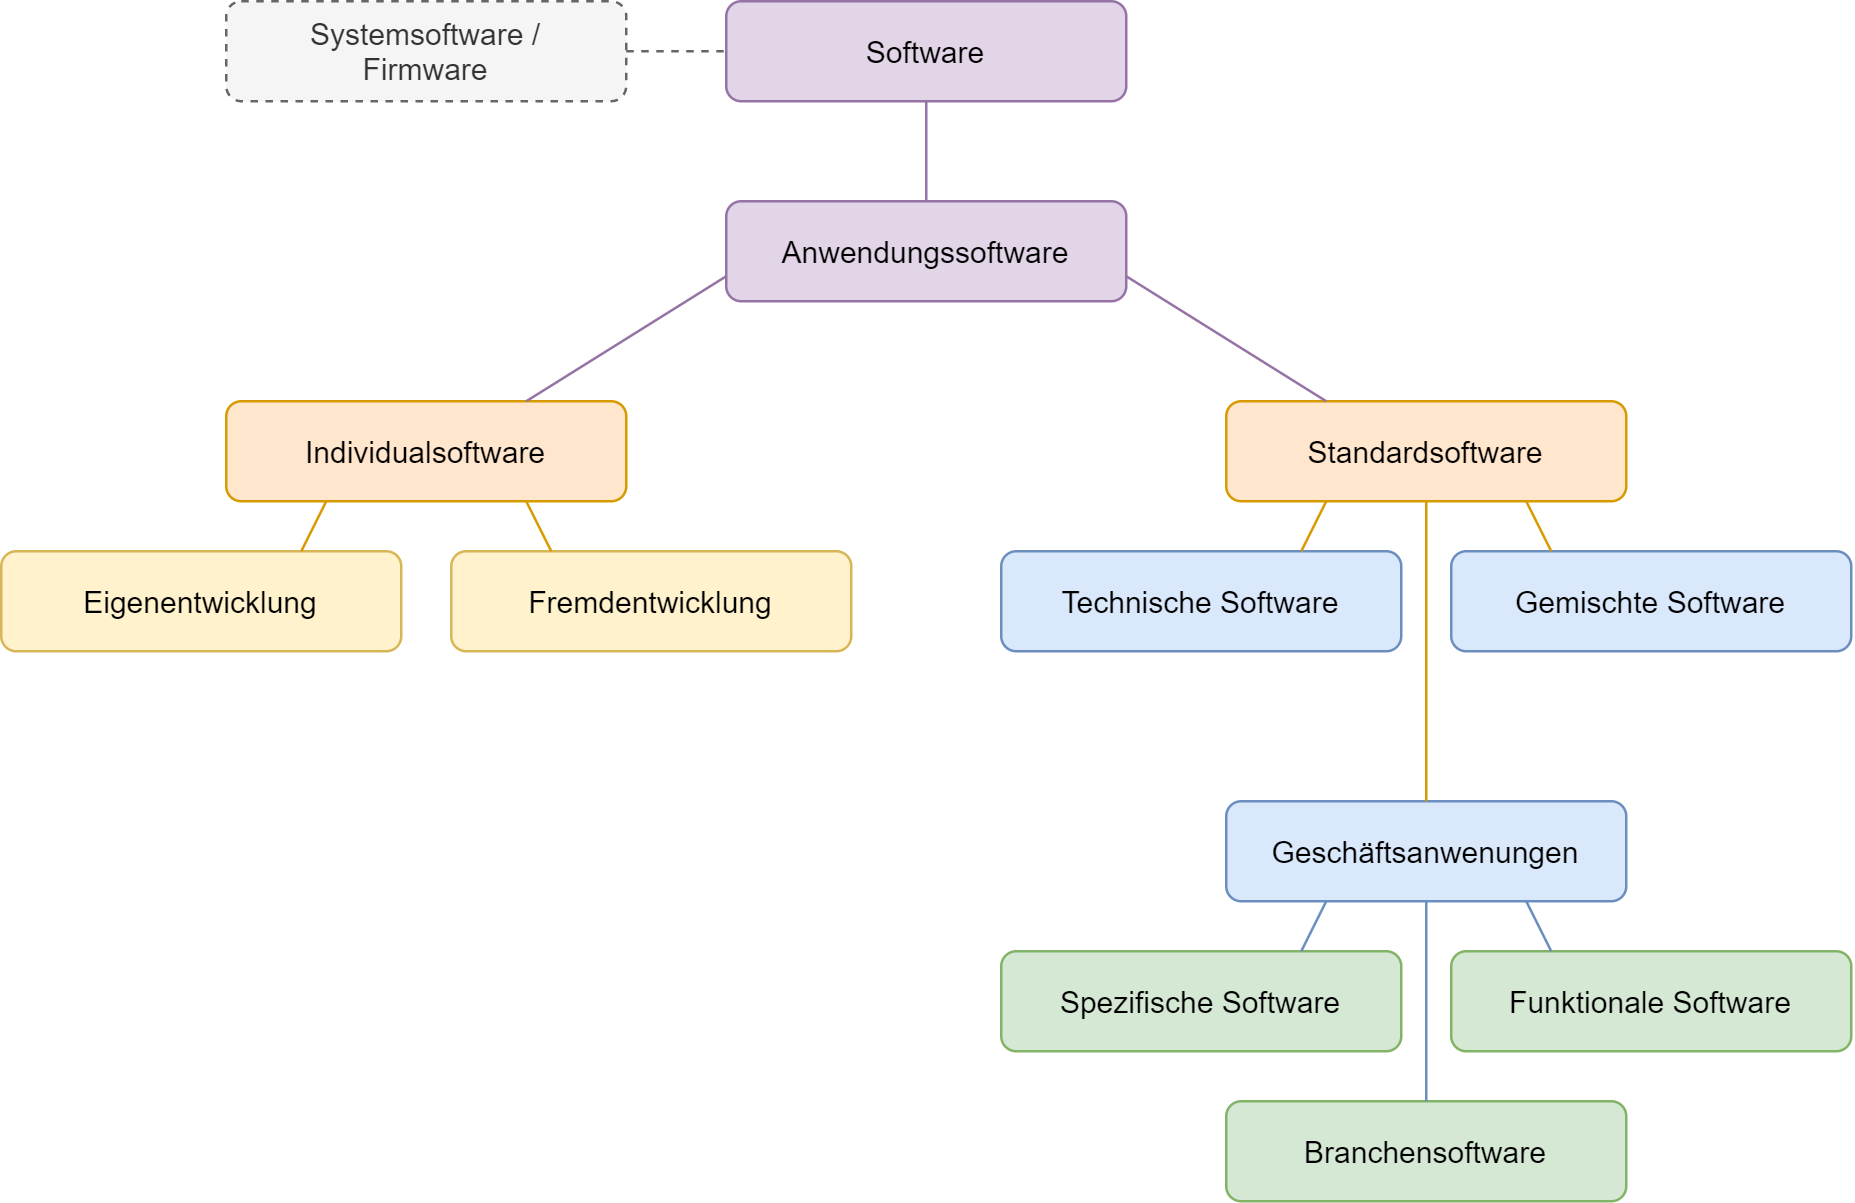 Systemsoftware /
Firmware
Software
Anwendungssoftware
Individualsoftware
Standardsoftware
Eigenentwicklung
Fremdentwicklung
Technische Software
Gemischte Software
Geschäftsanwenungen
Spezifische Software
Funktionale Software
Branchensoftware